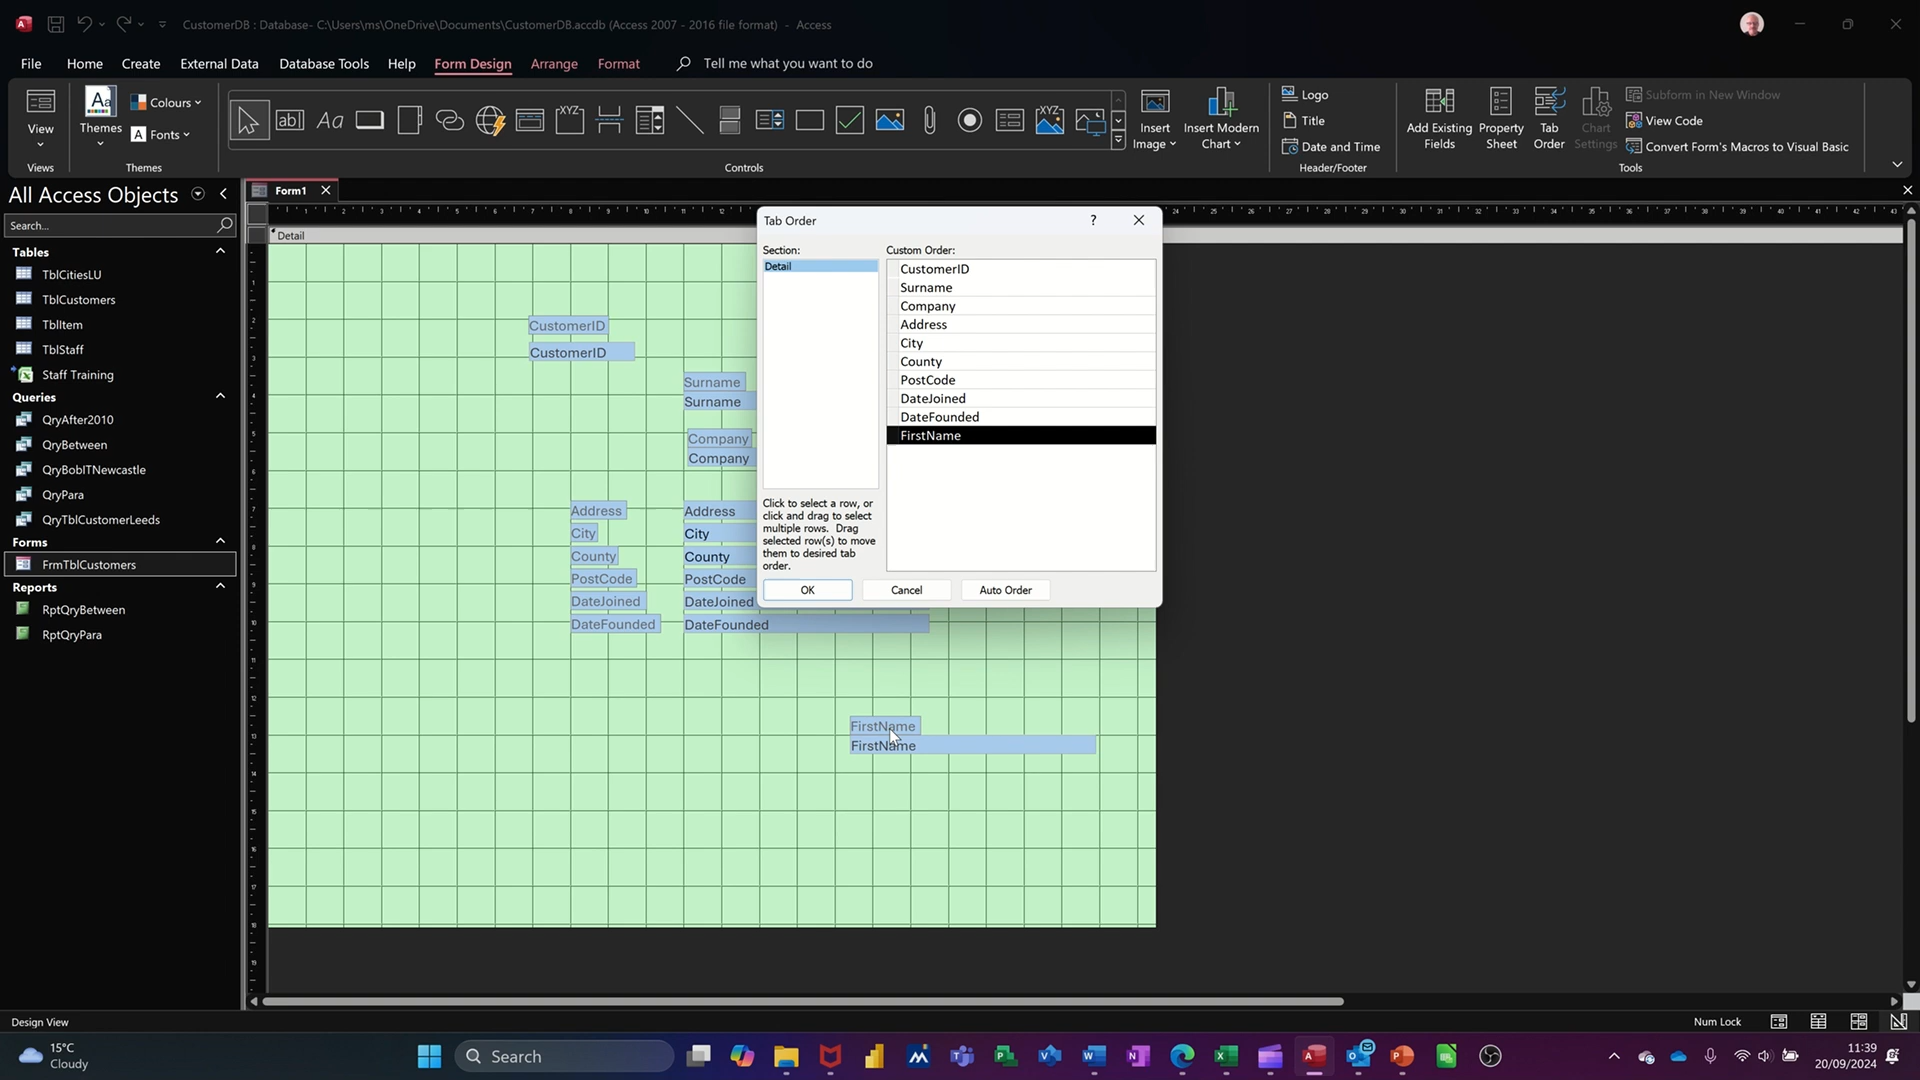 CustomerDB : Database- C:\Users\ms\OneDrive\Documents\CustomerDB.accdb (Access 2007 - 2016 file format) - Access
File Home Create External Data Database Tools Help Form Design Arrange Format Tell me what you want to do
View
Views
Themes
Colours
Fonts
Themes
ab
Aa
XYZ
XYZ
Controls
Insert Image
Insert Modern Chart
Logo
Title
Date and Time
Header/Footer
Add Existing Fields
Property Sheet
Tab Order
Chart Settings
Subform in New Window
View Code
Convert Form's Macros to Visual Basic
Tools
All Access Objects
Search...
Tables
TblCitiesLU
TblCustomers
TblItem
TblStaff
Staff Training
Queries
QryAfter2010
QryBetween
QryBobITNewcastle
QryPara
QryTblCustomerLeeds
Forms
FrmTblCustomers
Reports
RptQryBetween
RptQryPara
Form1
Detail
CustomerID
CustomerID
Surname
Surname
Company
Company
Address Address
City City
County County
PostCode PostCode
DateJoined DateJoined
DateFounded DateFounded
FirstName
FirstName
Tab Order
Section:
Detail
Click to select a row, or
click and drag to select
multiple rows. Drag
selected row(s) to move
them to desired tab
order.
Custom Order:
CustomerID
Surname
Company
Address
City
County
PostCode
DateJoined
DateFounded
FirstName
OK Cancel Auto Order
Design View
Num Lock
15°C
Cloudy
Search
11:39
20/09/2024